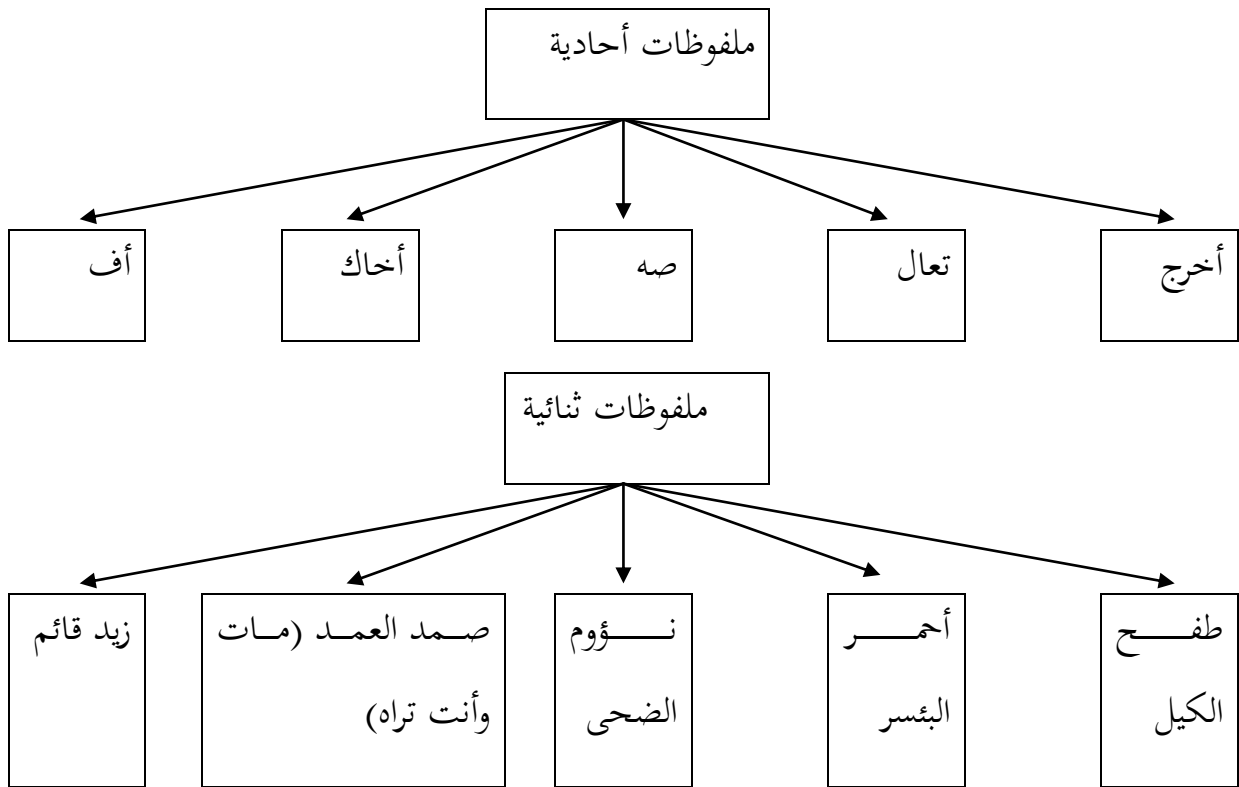 ملفوظات أحادية
أخرج
تعال
صه
أخاك
أف
ملفوظات ثنائية
طفح
الكيل
أحمر
البئسر
نؤوم
الضحى
صمد العمد (مات
وأنت تراه)
زيد قائم